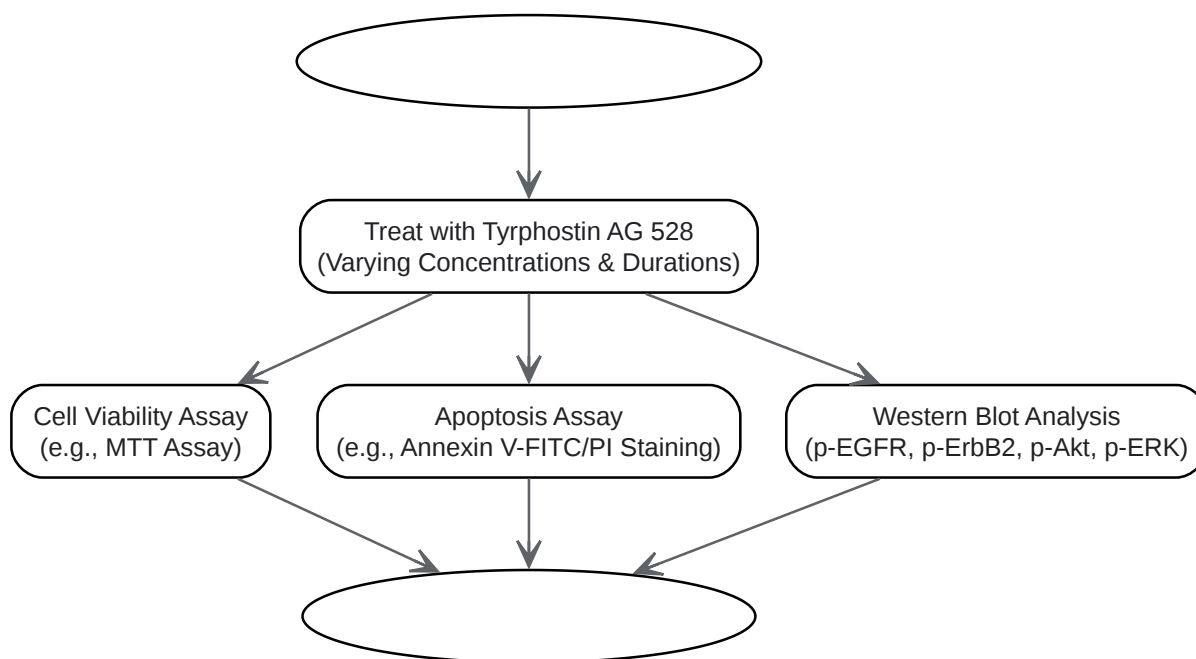 Treat with Tyrphostin AG 528
(Varying Concentrations & Durations)
Cell Viability Assay
(e.g., MTT Assay)
Apoptosis Assay
(e.g., Annexin V-FITC/PI Staining)
Western Blot Analysis
(p-EGFR, p-ErbB2, p-Akt, p-ERK)